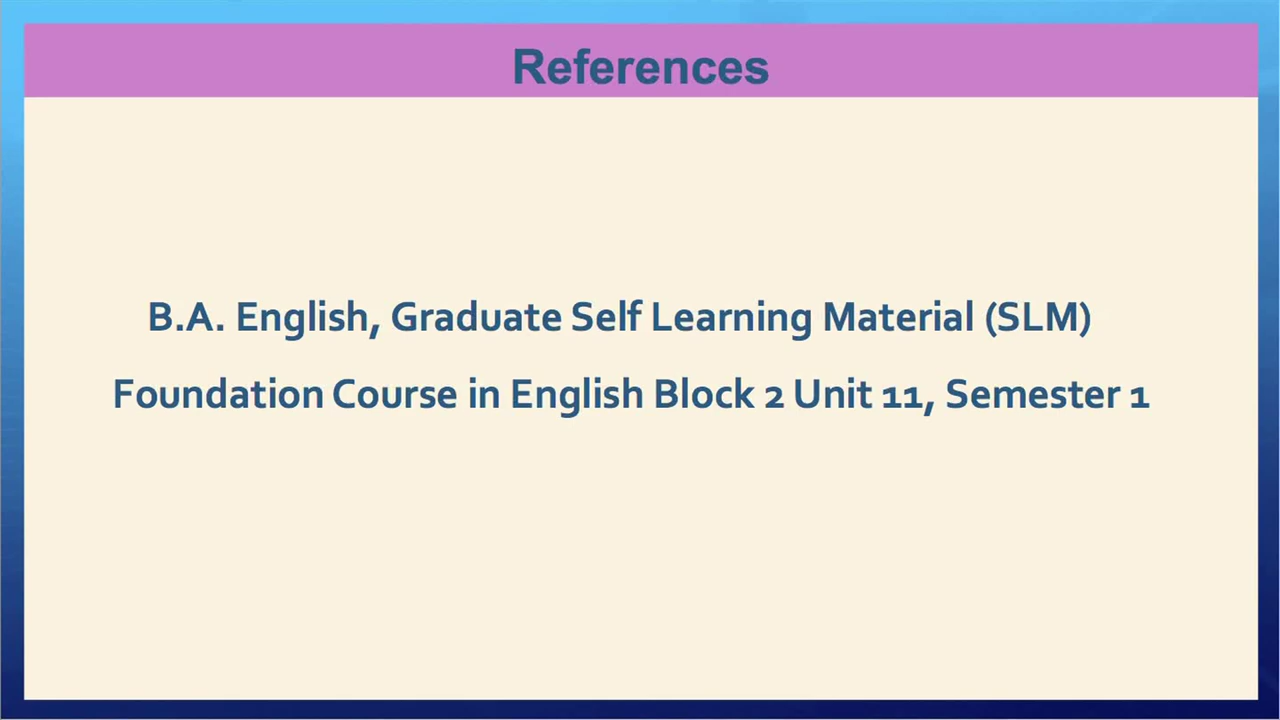 References
B.A. English, Graduate Self Learning Material (SLM)
Foundation Course in English Block 2 Unit 11, Semester 1